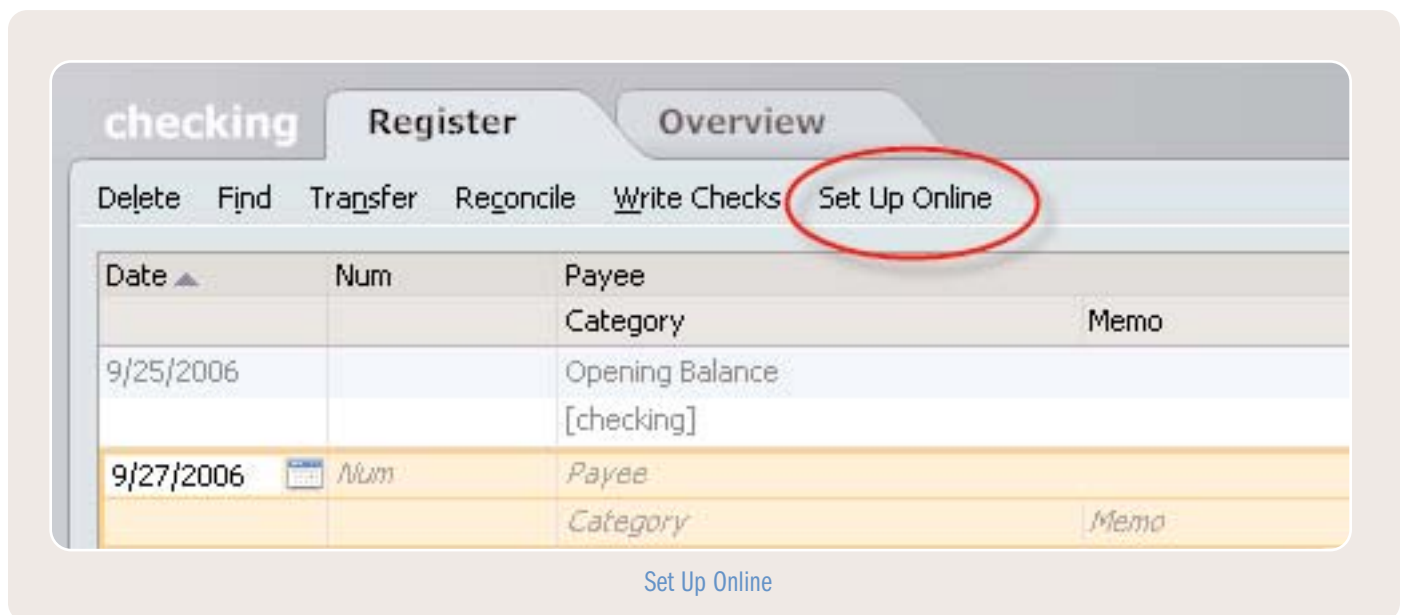 checking Register Overview
Delete Find Transfer Reconcile Write Checks Set Up Online
Date Num Payee
Category Memo
9/25/2006 Opening Balance
[checking]
9/27/2006 Num Payee
Category Memo
Set Up Online